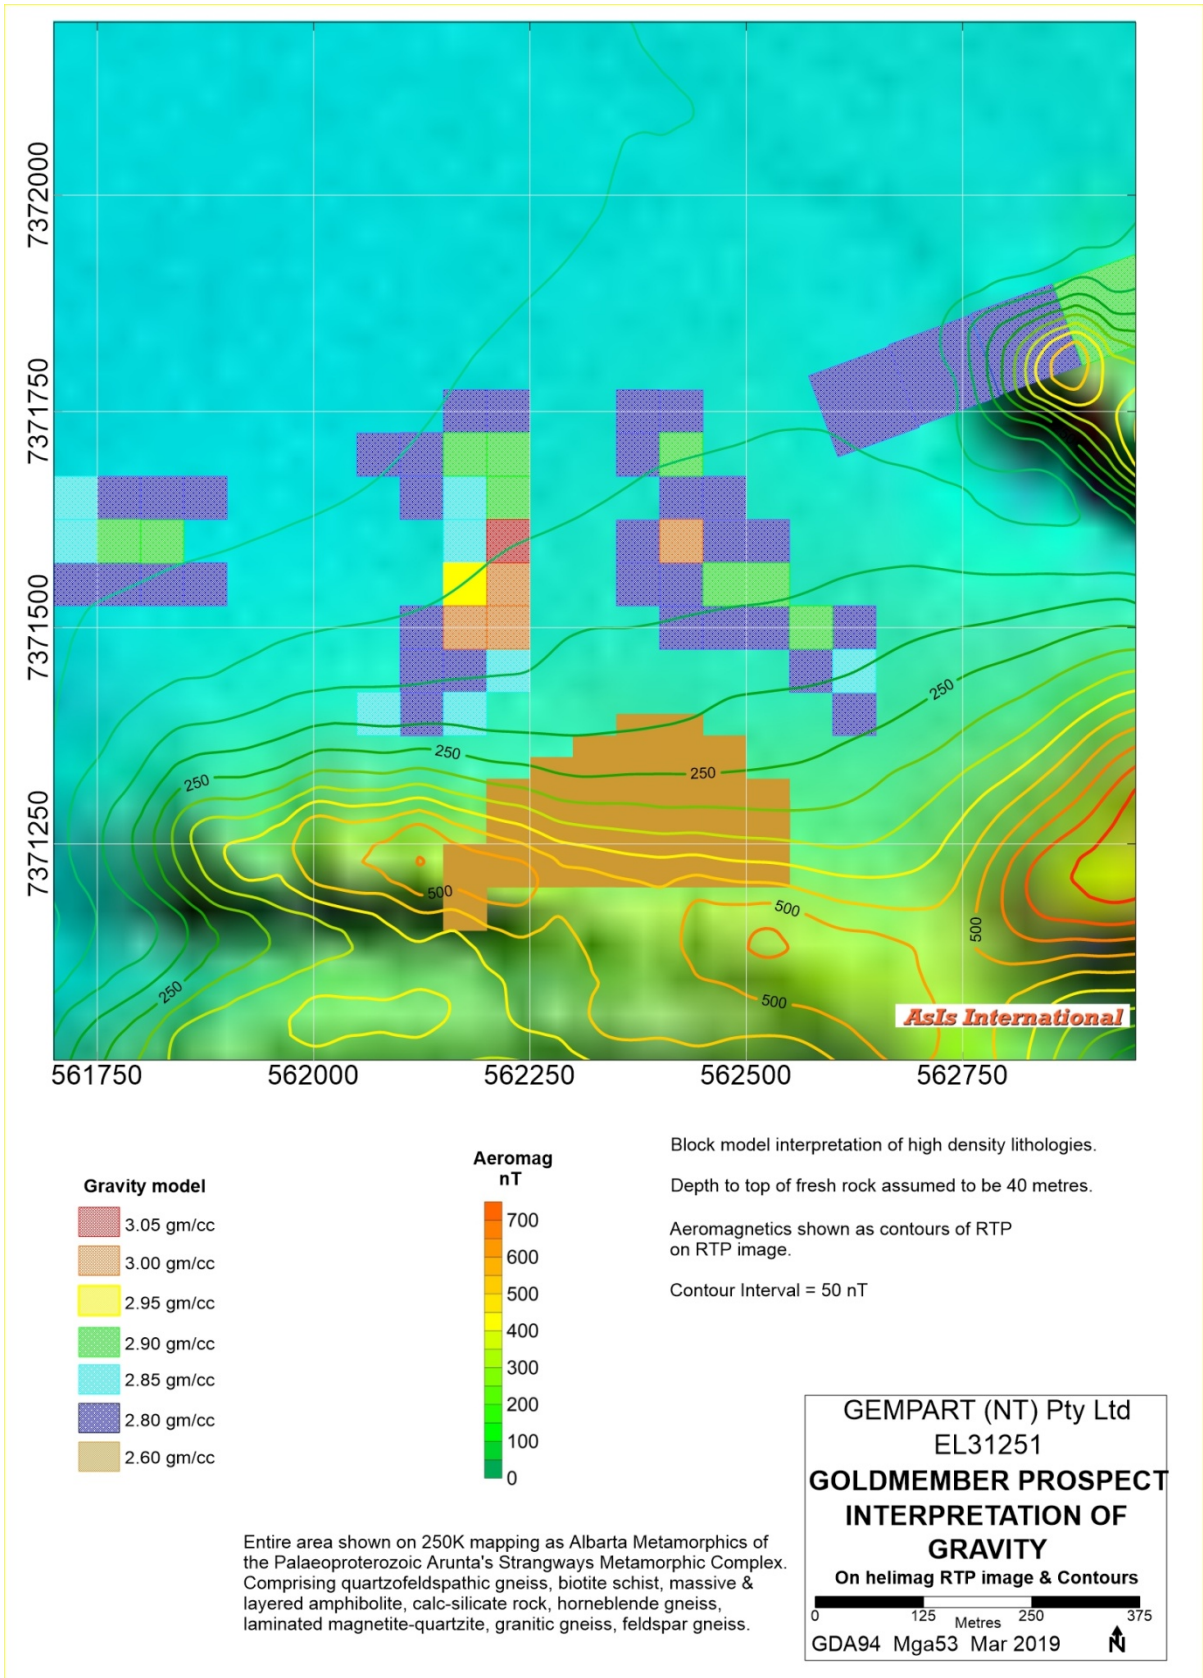 7372000
7371750
7371500
7371250
250
250
250
250
250
500
500
500
500
AsIs International
561750 562000 562250 562500 562750
Gravity model
3.05 gm/cc
3.00 gm/cc
2.95 gm/cc
2.90 gm/cc
2.85 gm/cc
2.80 gm/cc
2.60 gm/cc
Aeromag
nT
700
600
500
400
300
200
100
0
Block model interpretation of high density lithologies.
Depth to top of fresh rock assumed to be 40 metres.
Aeromagnetics shown as contours of RTP
on RTP image.
Contour Interval = 50 nT
Entire area shown on 250K mapping as Albarta Metamorphics of
the Palaeoproterozoic Arunta's Strangways Metamorphic Complex.
Comprising quartzofeldspathic gneiss, biotite schist, massive &
layered amphibolite, calc-silicate rock, horneblende gneiss,
laminated magnetite-quartzite, granitic gneiss, feldspar gneiss.
GEMPART (NT) Pty Ltd
EL31251
GOLDMEMBER PROSPECT
INTERPRETATION OF
GRAVITY
On helimag RTP image & Contours
0 125 250 375
Metres
GDA94 Mga53 Mar 2019
N